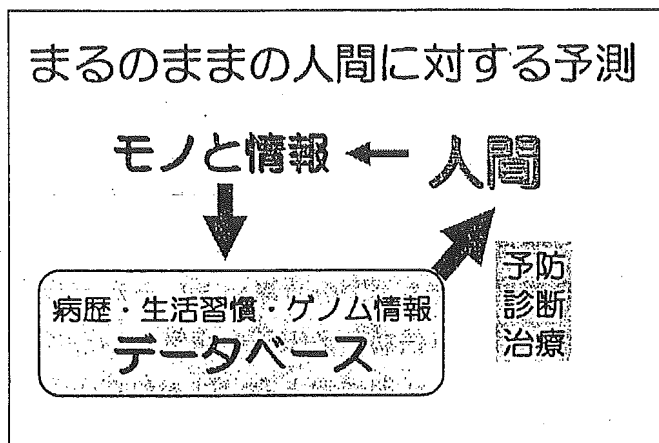 まるのままの人間に対する予測
モノと情報
人間
病歴・生活習慣・ゲノム情報
データベース
予防
診断
治療